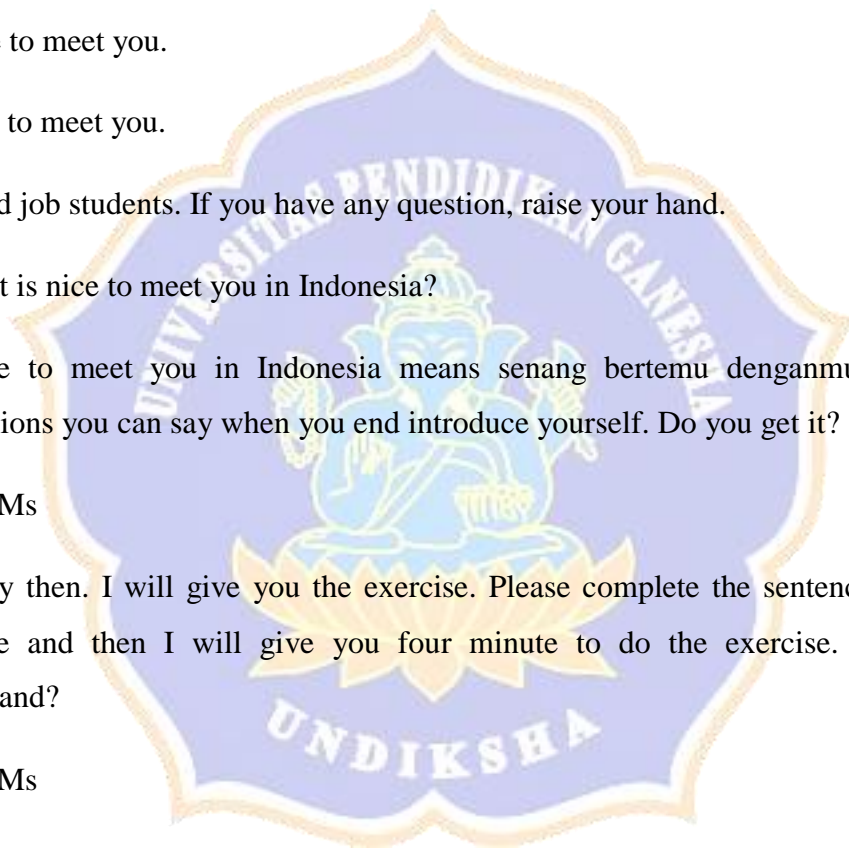 to meet you.
to meet you.
job students. If you have any question, raise your hand.
is nice to meet you in Indonesia?
to meet you in Indonesia means senang bertemu denganmu
you can say when you end introduce yourself. Do you get it?
Ms
then. I will give you the exercise. Please complete the
and then I will give you four minute to do the exercise.
Ms
UNIVERSITAS PENDIDIKAN GANESHA
UNDIKSHA